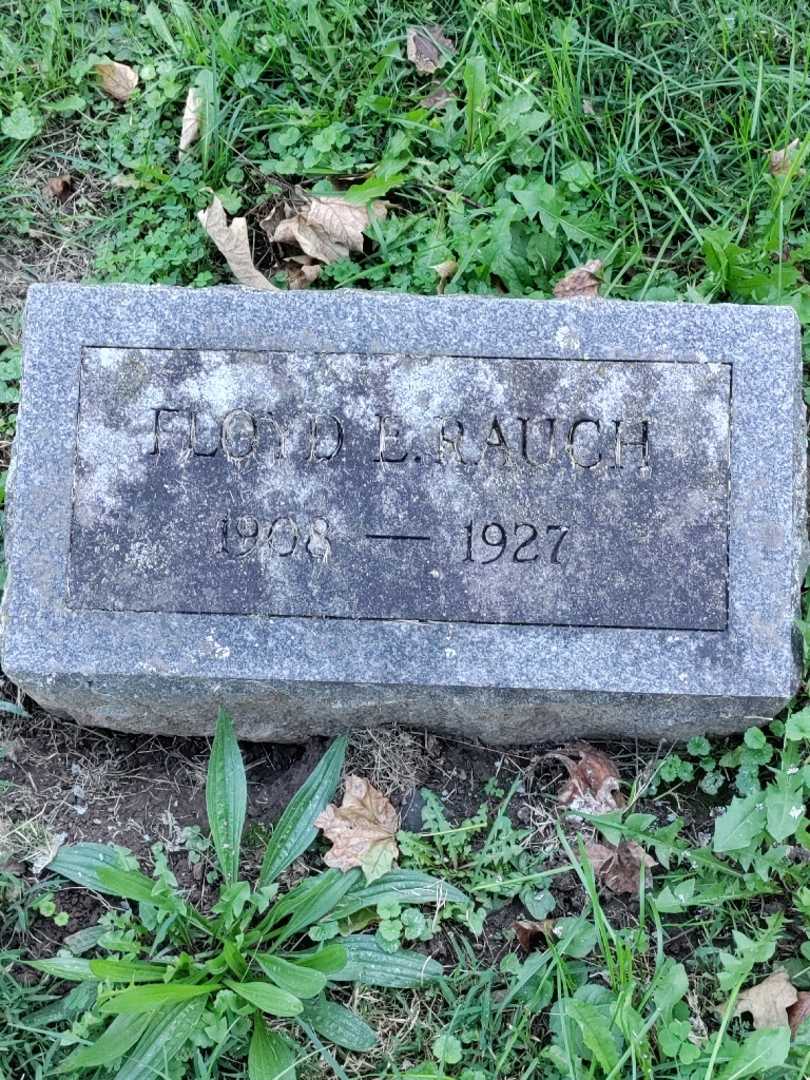 FLOYD E. RAUCH
1908 — 1927